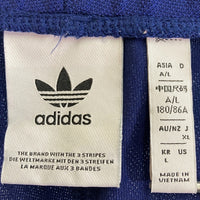 adidas
THE BRAND WITH THE 3 STRIPES
DIE WELTMARKE MIT DEN 3 STREIFEN
LA MARQUE AUX 3 BANDES
ASIA D
A/L
中国尺码
A/L
180/86A
AU/NZ J
L XL
KR
L
MADE IN
VIETNAM